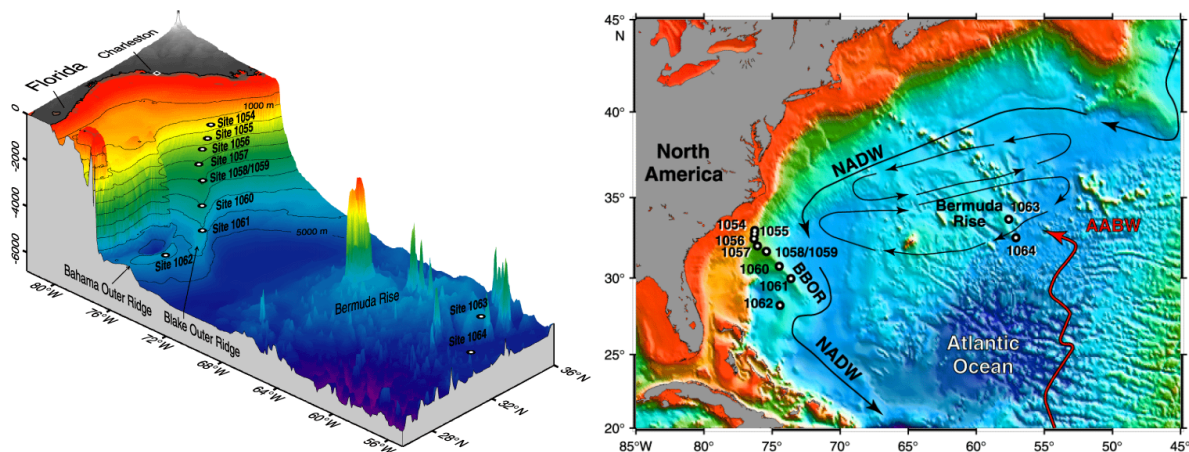 Florida
Charleston
0
-2000
-4000
-6000
1000 m
Site 1054
Site 1055
Site 1056
Site 1057
Site 1058/1059
Site 1060
Site 1061
5000 m
Site 1062
Bermuda Rise
Site 1063
Site 1064
Bahama Outer Ridge
Blake Outer Ridge
80°W
76°W
72°W
68°W
64°W
60°W
56°W
28°N
32°N
36°N
45°
N
40°
35°
30°
25°
20°
North
America
NADW
Bermuda
Rise
1063
1064
AABW
1054
1055
1056
1057
1058/1059
1060
1061
1062
BBOR
NADW
Atlantic
Ocean
85°W
80°
75°
70°
65°
60°
55°
50°
45°